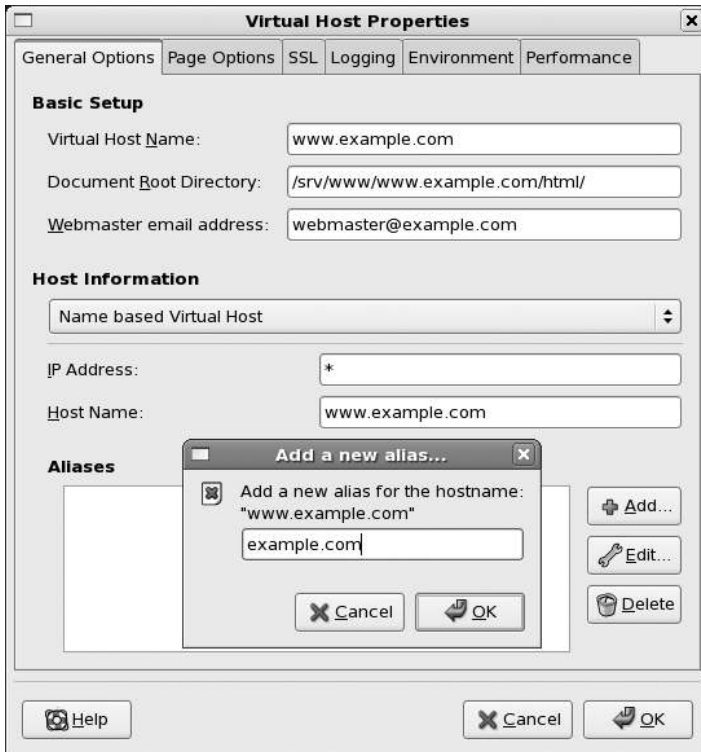 Virtual Host Properties
General Options Page Options SSL Logging Environment Performance
Basic Setup
Virtual Host Name: www.example.com
Document Root Directory: /srv/www/www.example.com/html/
Webmaster email address: webmaster@example.com
Host Information
Name based Virtual Host
IP Address: *
Host Name: www.example.com
Aliases
Add a new alias...
Add a new alias for the hostname:
"www.example.com"
example.com
Cancel OK
Add...
Edit...
Delete
Help Cancel OK